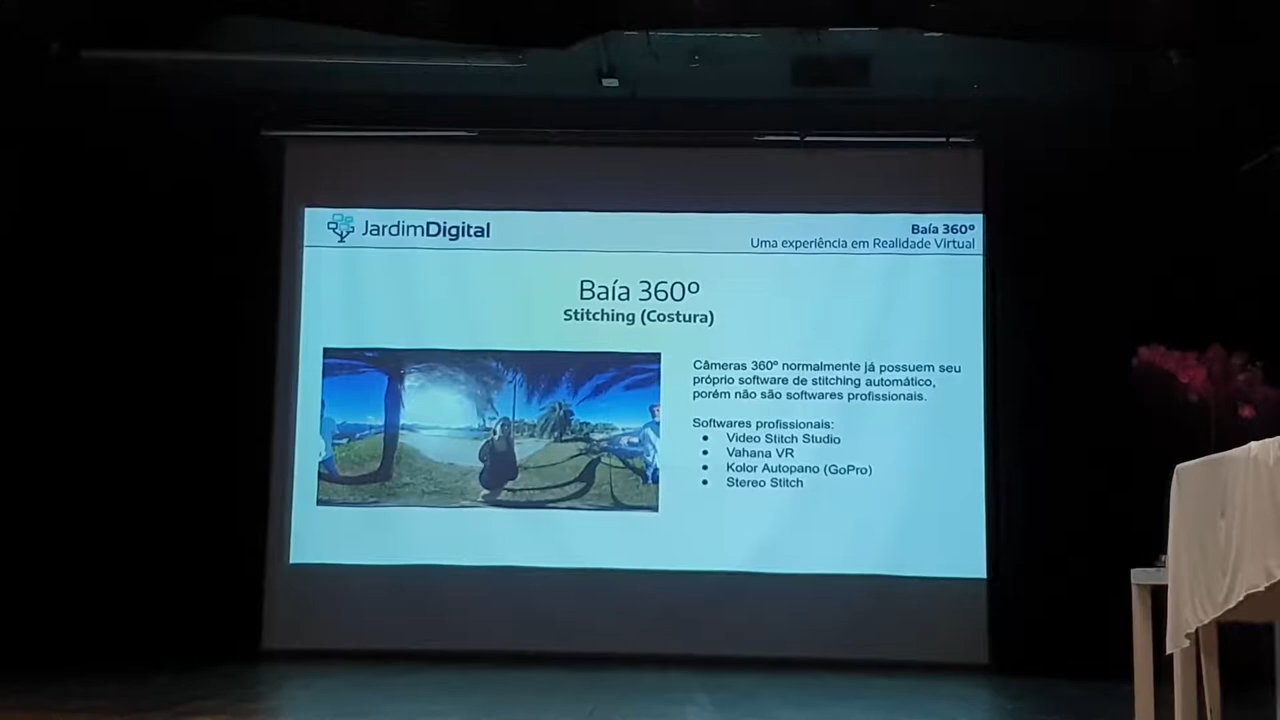 JardimDigital
Baía 360º
Uma experiência em Realidade Virtual
Baía 360º
Stitching (Costura)
Câmeras 360º normalmente já possuem seu
próprio software de stitching automático,
porém não são softwares profissionais.
Softwares profissionais:
● Video Stitch Studio
● Vahana VR
● Kolor Autopano (GoPro)
● Stereo Stitch